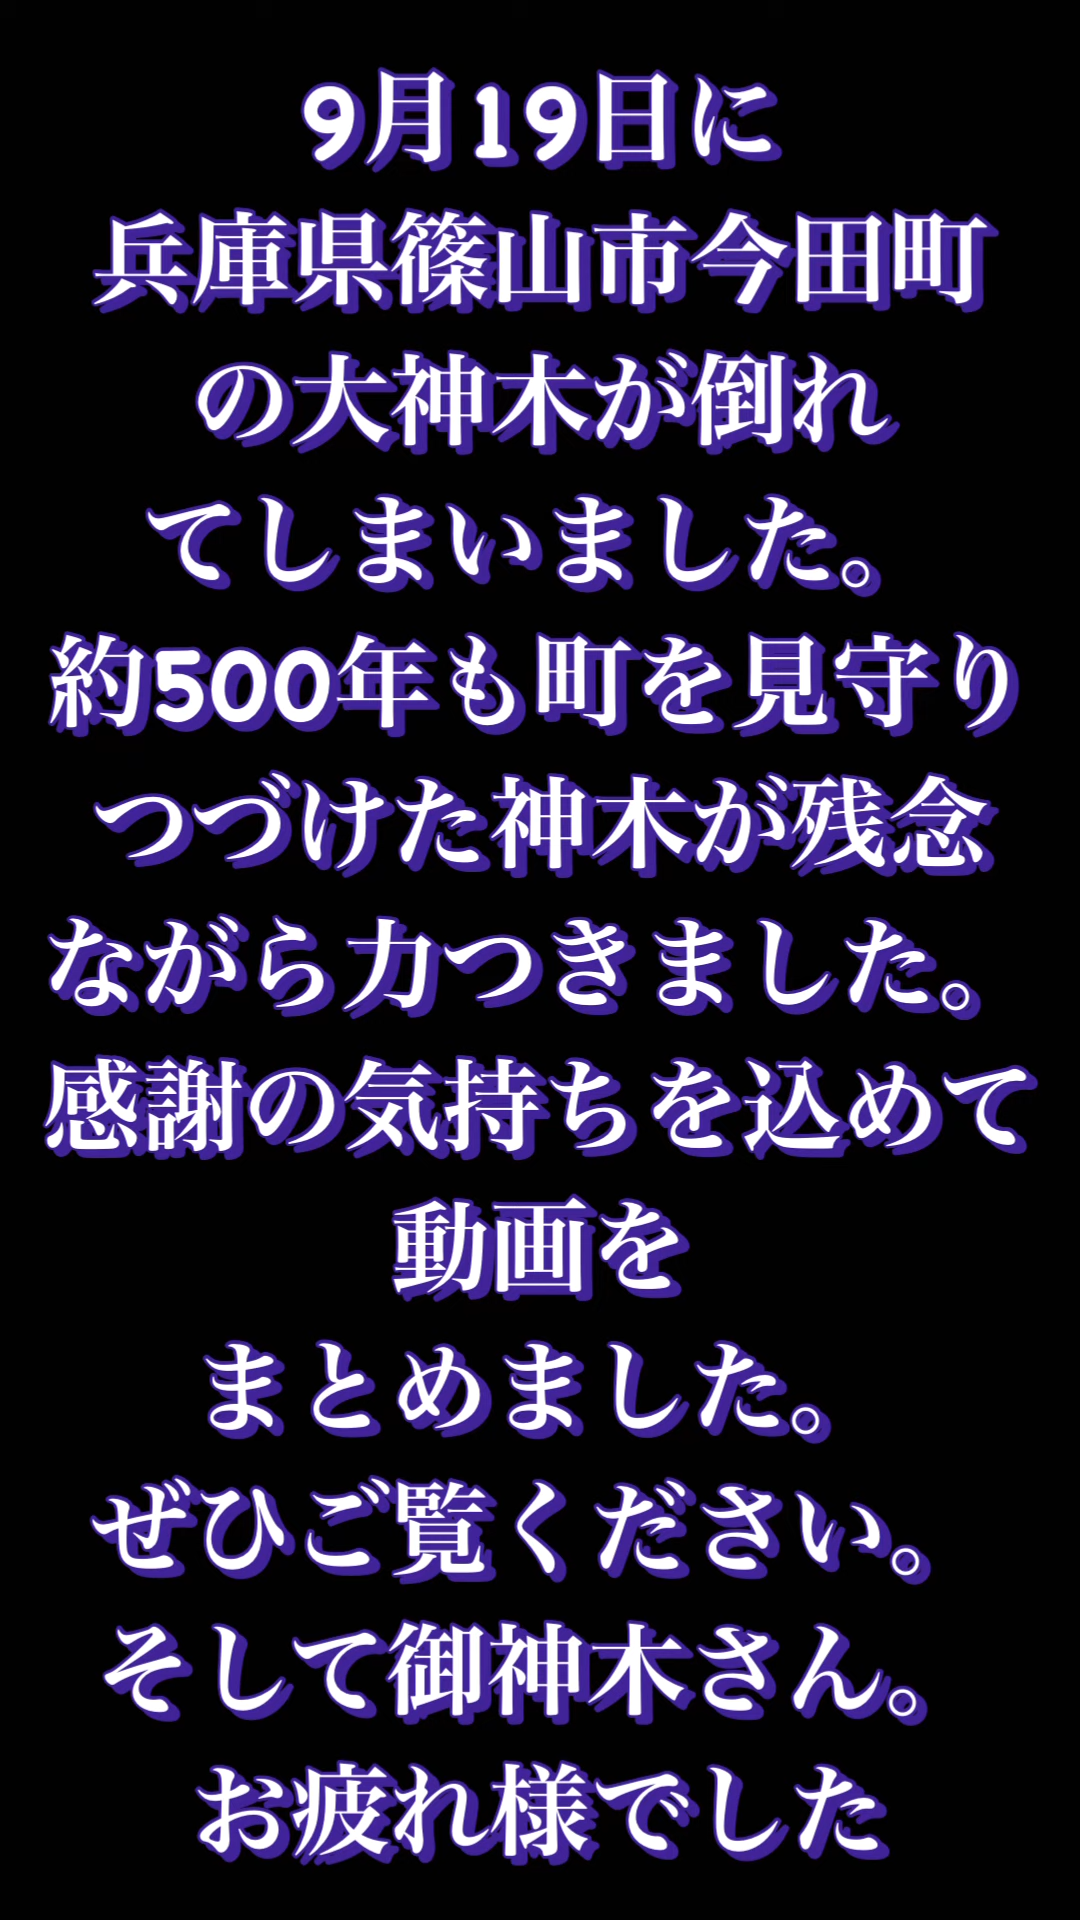 9月19日に
兵庫県篠山市今田町
の大神木が倒れ
てしまいました。
約500年も町を見守り
つづけた神木が残念
ながら力つきました。
感謝の気持ちを込めて
動画を
まとめました。
ぜひご覧ください。
そして御神木さん。
お疲れ様でした